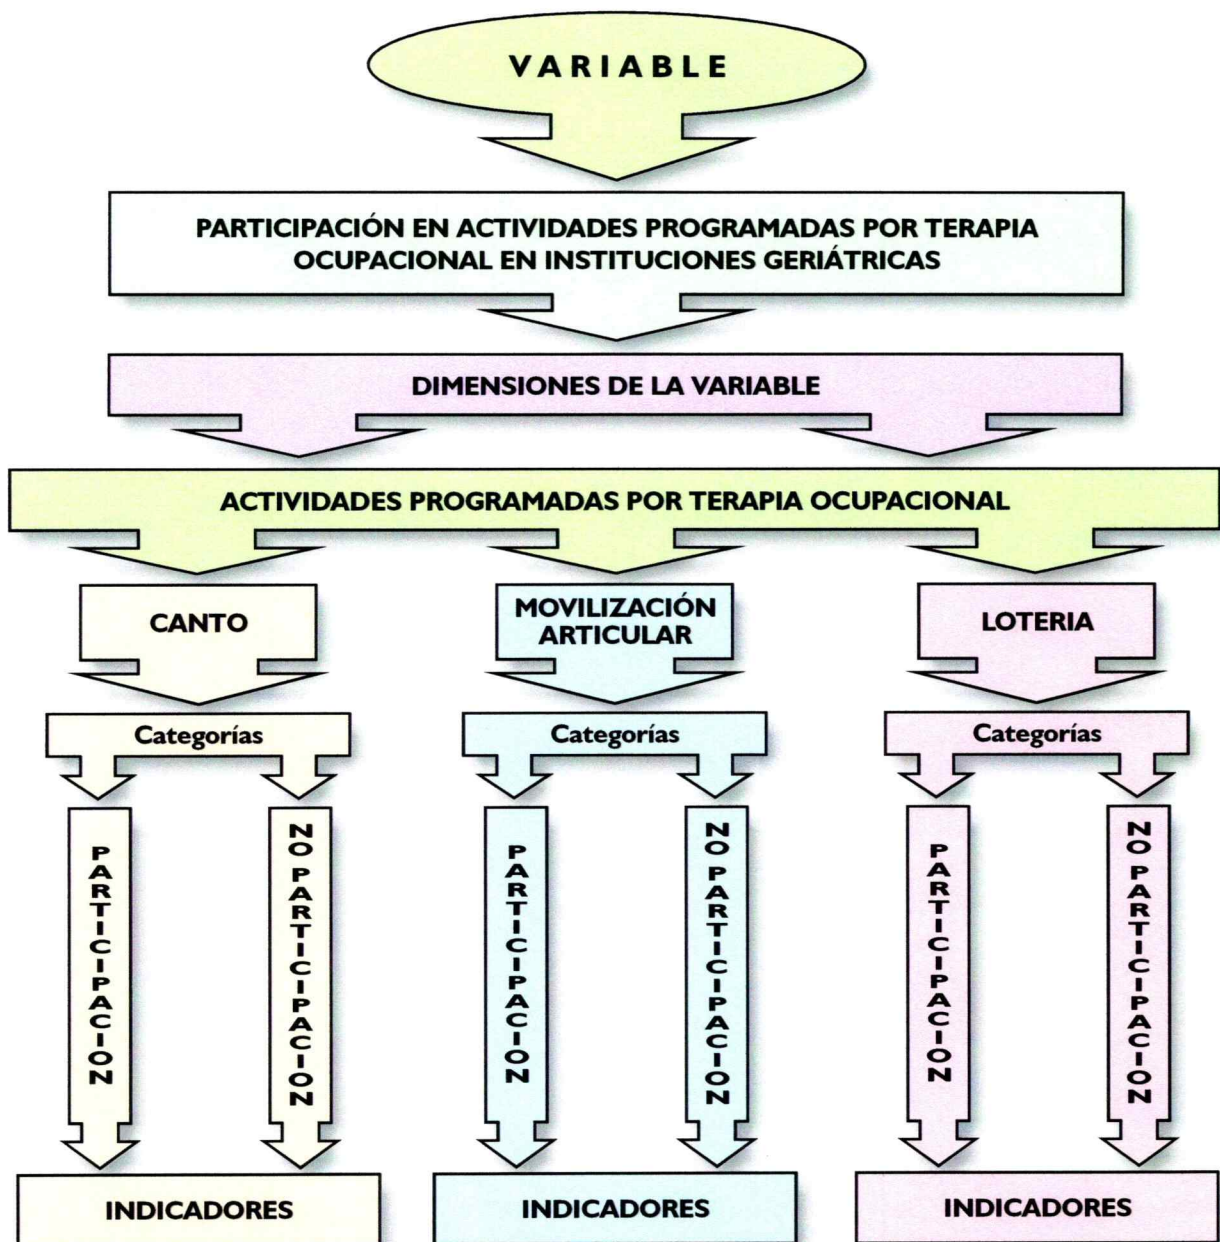 VARIABLE
PARTICIPACIÓN EN ACTIVIDADES PROGRAMADAS POR TERAPIA
OCUPACIONAL EN INSTITUCIONES GERIÁTRICAS
DIMENSIONES DE LA VARIABLE
ACTIVIDADES PROGRAMADAS POR TERAPIA OCUPACIONAL
CANTO
MOVILIZACIÓN
ARTICULAR
LOTERIA
Categorías
Categorías
Categorías
PARTICIPACION
NO PARTICIPACION
PARTICIPACION
NO PARTICIPACION
PARTICIPACION
NO PARTICIPACION
INDICADORES
INDICADORES
INDICADORES